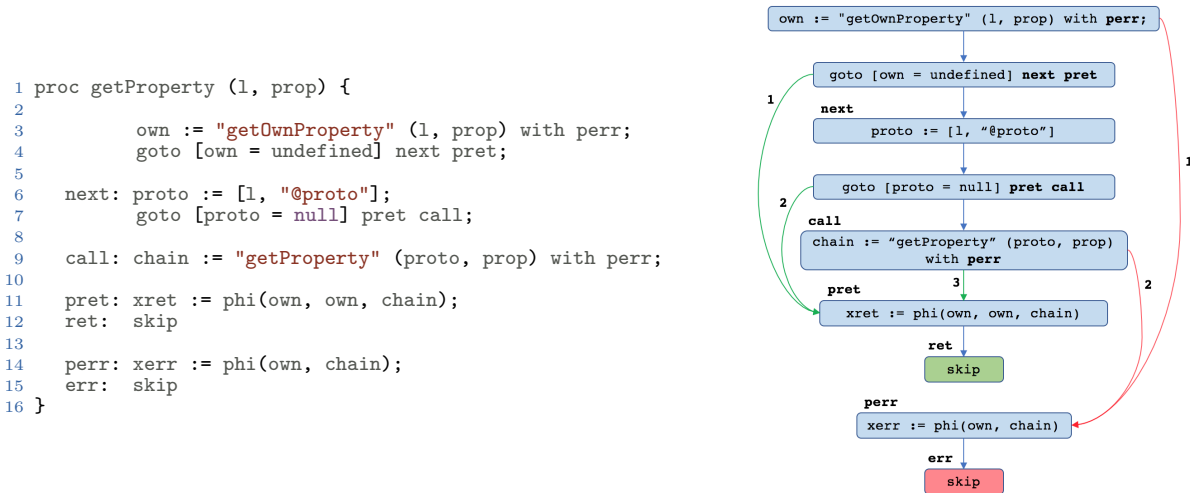 1 proc getProperty (l, prop) {
2
3 own := "getOwnProperty" (l, prop) with perr;
4 goto [own = undefined] next pret;
5
6 next: proto := [l, "@proto"];
7 goto [proto = null] pret call;
8
9 call: chain := "getProperty" (proto, prop) with perr;
10
11 pret: xret := phi(own, own, chain);
12 ret: skip
13
14 perr: xerr := phi(own, chain);
15 err: skip
16 }
own := "getOwnProperty" (l, prop) with perr;
goto [own = undefined] next pret
1
next
proto := [l, “@proto”]
1
goto [proto = null] pret call
2
call
chain := “getProperty” (proto, prop)
with perr
3
2
pret
xret := phi(own, own, chain)
ret
skip
perr
xerr := phi(own, chain)
err
skip